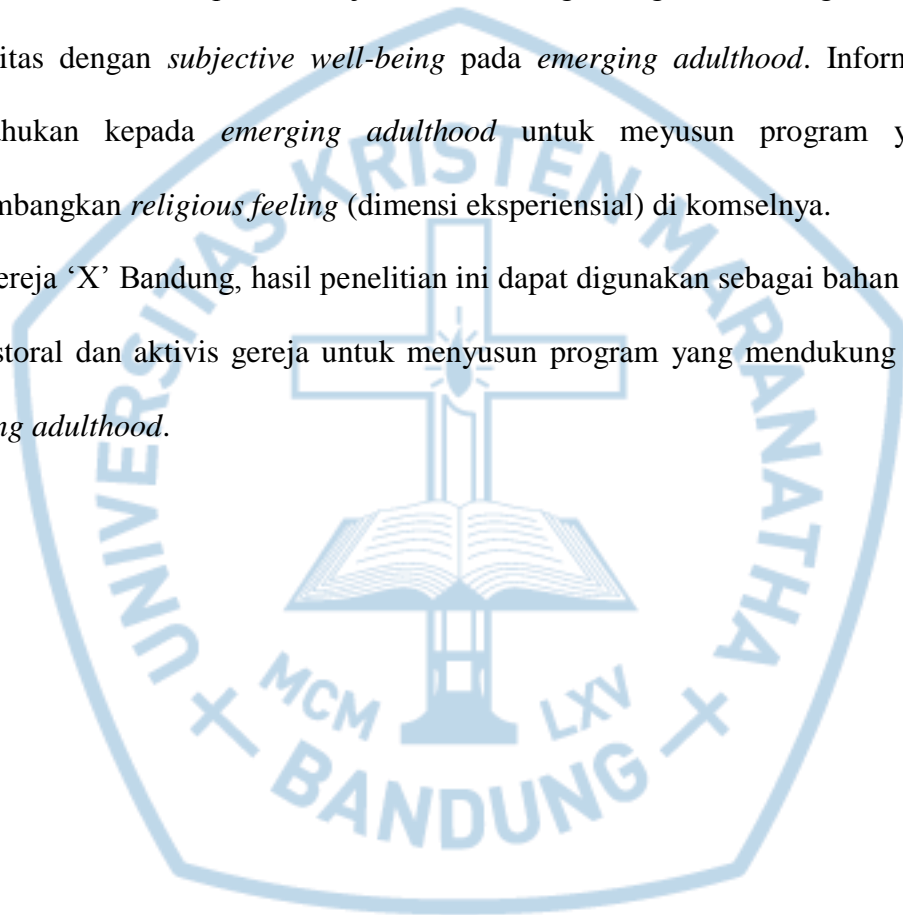 itas dengan subjective well-being pada emerging adulthood. Inform
ahukan kepada emerging adulthood untuk meyusun program y
mbangkan religious feeling (dimensi eksperiensial) di komselnya.
ereja ‘X’ Bandung, hasil penelitian ini dapat digunakan sebagai bahan
storal dan aktivis gereja untuk menyusun program yang mendukung
ng adulthood.
UNIVERSITAS KRISTEN MARANATHA
MCM LXV
BANDUNG